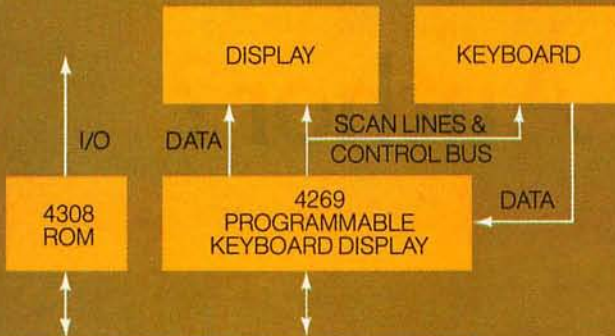 DISPLAY
KEYBOARD
I/O
DATA
SCAN LINES &
CONTROL BUS
4308
ROM
4269
PROGRAMMABLE
KEYBOARD DISPLAY
DATA